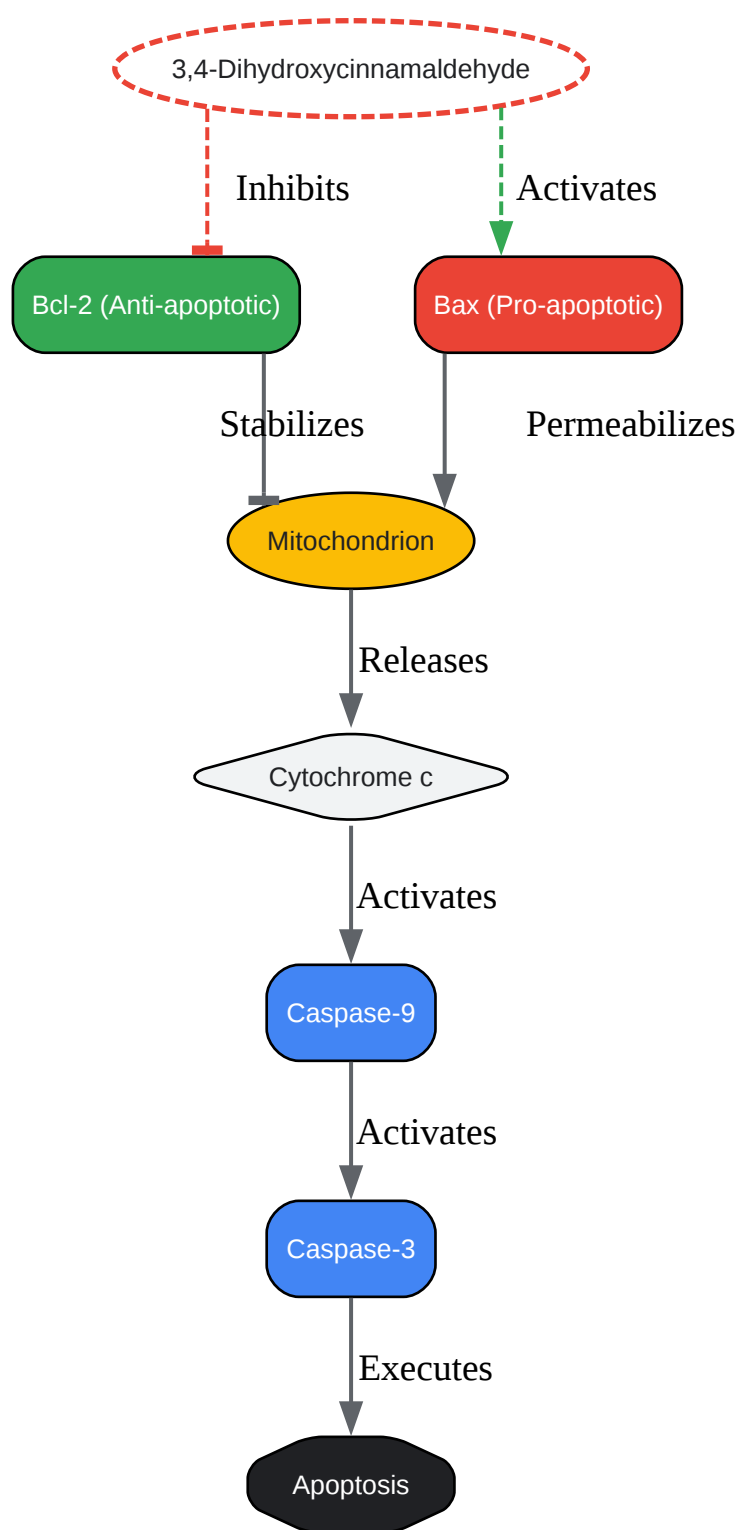 3,4-Dihydroxycinnamaldehyde
Inhibits
Activates
Bcl-2 (Anti-apoptotic)
Bax (Pro-apoptotic)
Stabilizes
Permeabilizes
Mitochondrion
Releases
Cytochrome c
Activates
Caspase-9
Activates
Caspase-3
Executes
Apoptosis